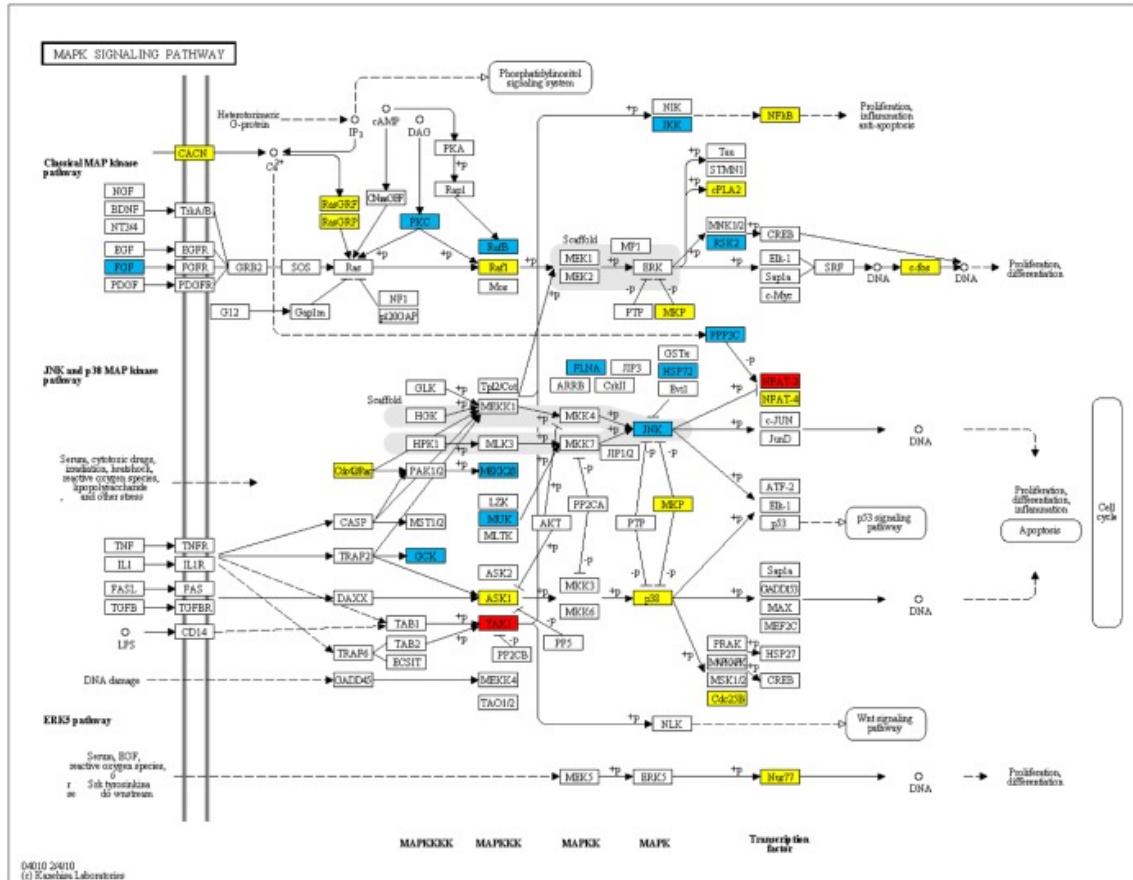 MAPK SIGNALING PATHWAY
Phosphatidylinositol
signaling system
Heterotrimeric
G-protein
IP3
cAMP
DAG
+p
NIK
IKK
NFkB
Proliferation,
inflammation
anti-apoptosis
CACN
Ca2+
PKA
+p
Tau
STMN1
Classical MAP kinase
pathway
NGF
BDNF
NT3/4
TrkA/B
RasGRF
RasGRP
CNrasGEF
PKC
Rap1
+p
cPLA2
MNK1/2
RSK2
+p
CREB
EGF
EGFR
FGF
FGFR
PDGF
PDGFR
GRB2
SOS
Ras
+p
+p
RafB
Raf1
Mos
+p
Scaffold
MEK1
MEK2
MP1
+p
ERK
+p
+p
Elk-1
Sap1a
c-Myc
SRF
DNA
c-fos
DNA
Proliferation,
differentiation
G12
Gap1m
NF1
p120GAP
+p
-p
-p
PTP
MKP
PPP3C
JNK and p38 MAP kinase
pathway
-p
Scaffold
GLK
HGK
+p
+p
Tpl2/Cot
MEKK1
+p
FLNA
JIP3
ARRB
CrkII
GSTπ
HSP72
Evi1
NFAT-2
NFAT-4
MKK4
+p
JNK
+p
c-JUN
JunD
DNA
HPK1
+p
MLK3
+p
MKK7
+p
JIP1/2
Serum, cytotoxic drugs,
irradiation, heatshock,
reactive oxygen species,
lipopolysaccharide
and other stress
Cdc42/Rac
PAK1/2
+p
MEKK2/3
-p
-p
-p
+p
+p
LZK
MUK
MLTK
PP2CA
MKP
ATF-2
Elk-1
p53
p53 signaling
pathway
Proliferation,
differentiation,
inflammation
Apoptosis
Cell
cycle
CASP
MST1/2
AKT
PTP
+p
TNF
TNFR
IL1
IL1R
TRAF2
GCK
+p
-p
-p
-p
ASK2
MKK3
FASL
FAS
TGFB
TGFBR
DAXX
ASK1
+p
MKK6
+p
p38
+p
Sap1a
GADD153
MAX
MEF2C
DNA
LPS
CD14
TAB1
+p
TAK1
-p
TAB2
+p
-p
PP5
TRAF6
ECSIT
PP2CB
+p
PRAK
MAPKAPK
MSK1/2
Cdc25B
+p
HSP27
CREB
DNA damage
GADD45
MEKK4
TAO1/2
ERK5 pathway
+p
NLK
Wnt signaling
pathway
Serum, EGF,
reactive oxygen species,
Src tyrosinkina
downstream
MEK5
+p
ERK5
+p
Nur77
DNA
Proliferation,
differentiation
MAPKKKK
MAPKKK
MAPKK
MAPK
Transcription
factor
04010 2/4/10
(c) Kanehisa Laboratories